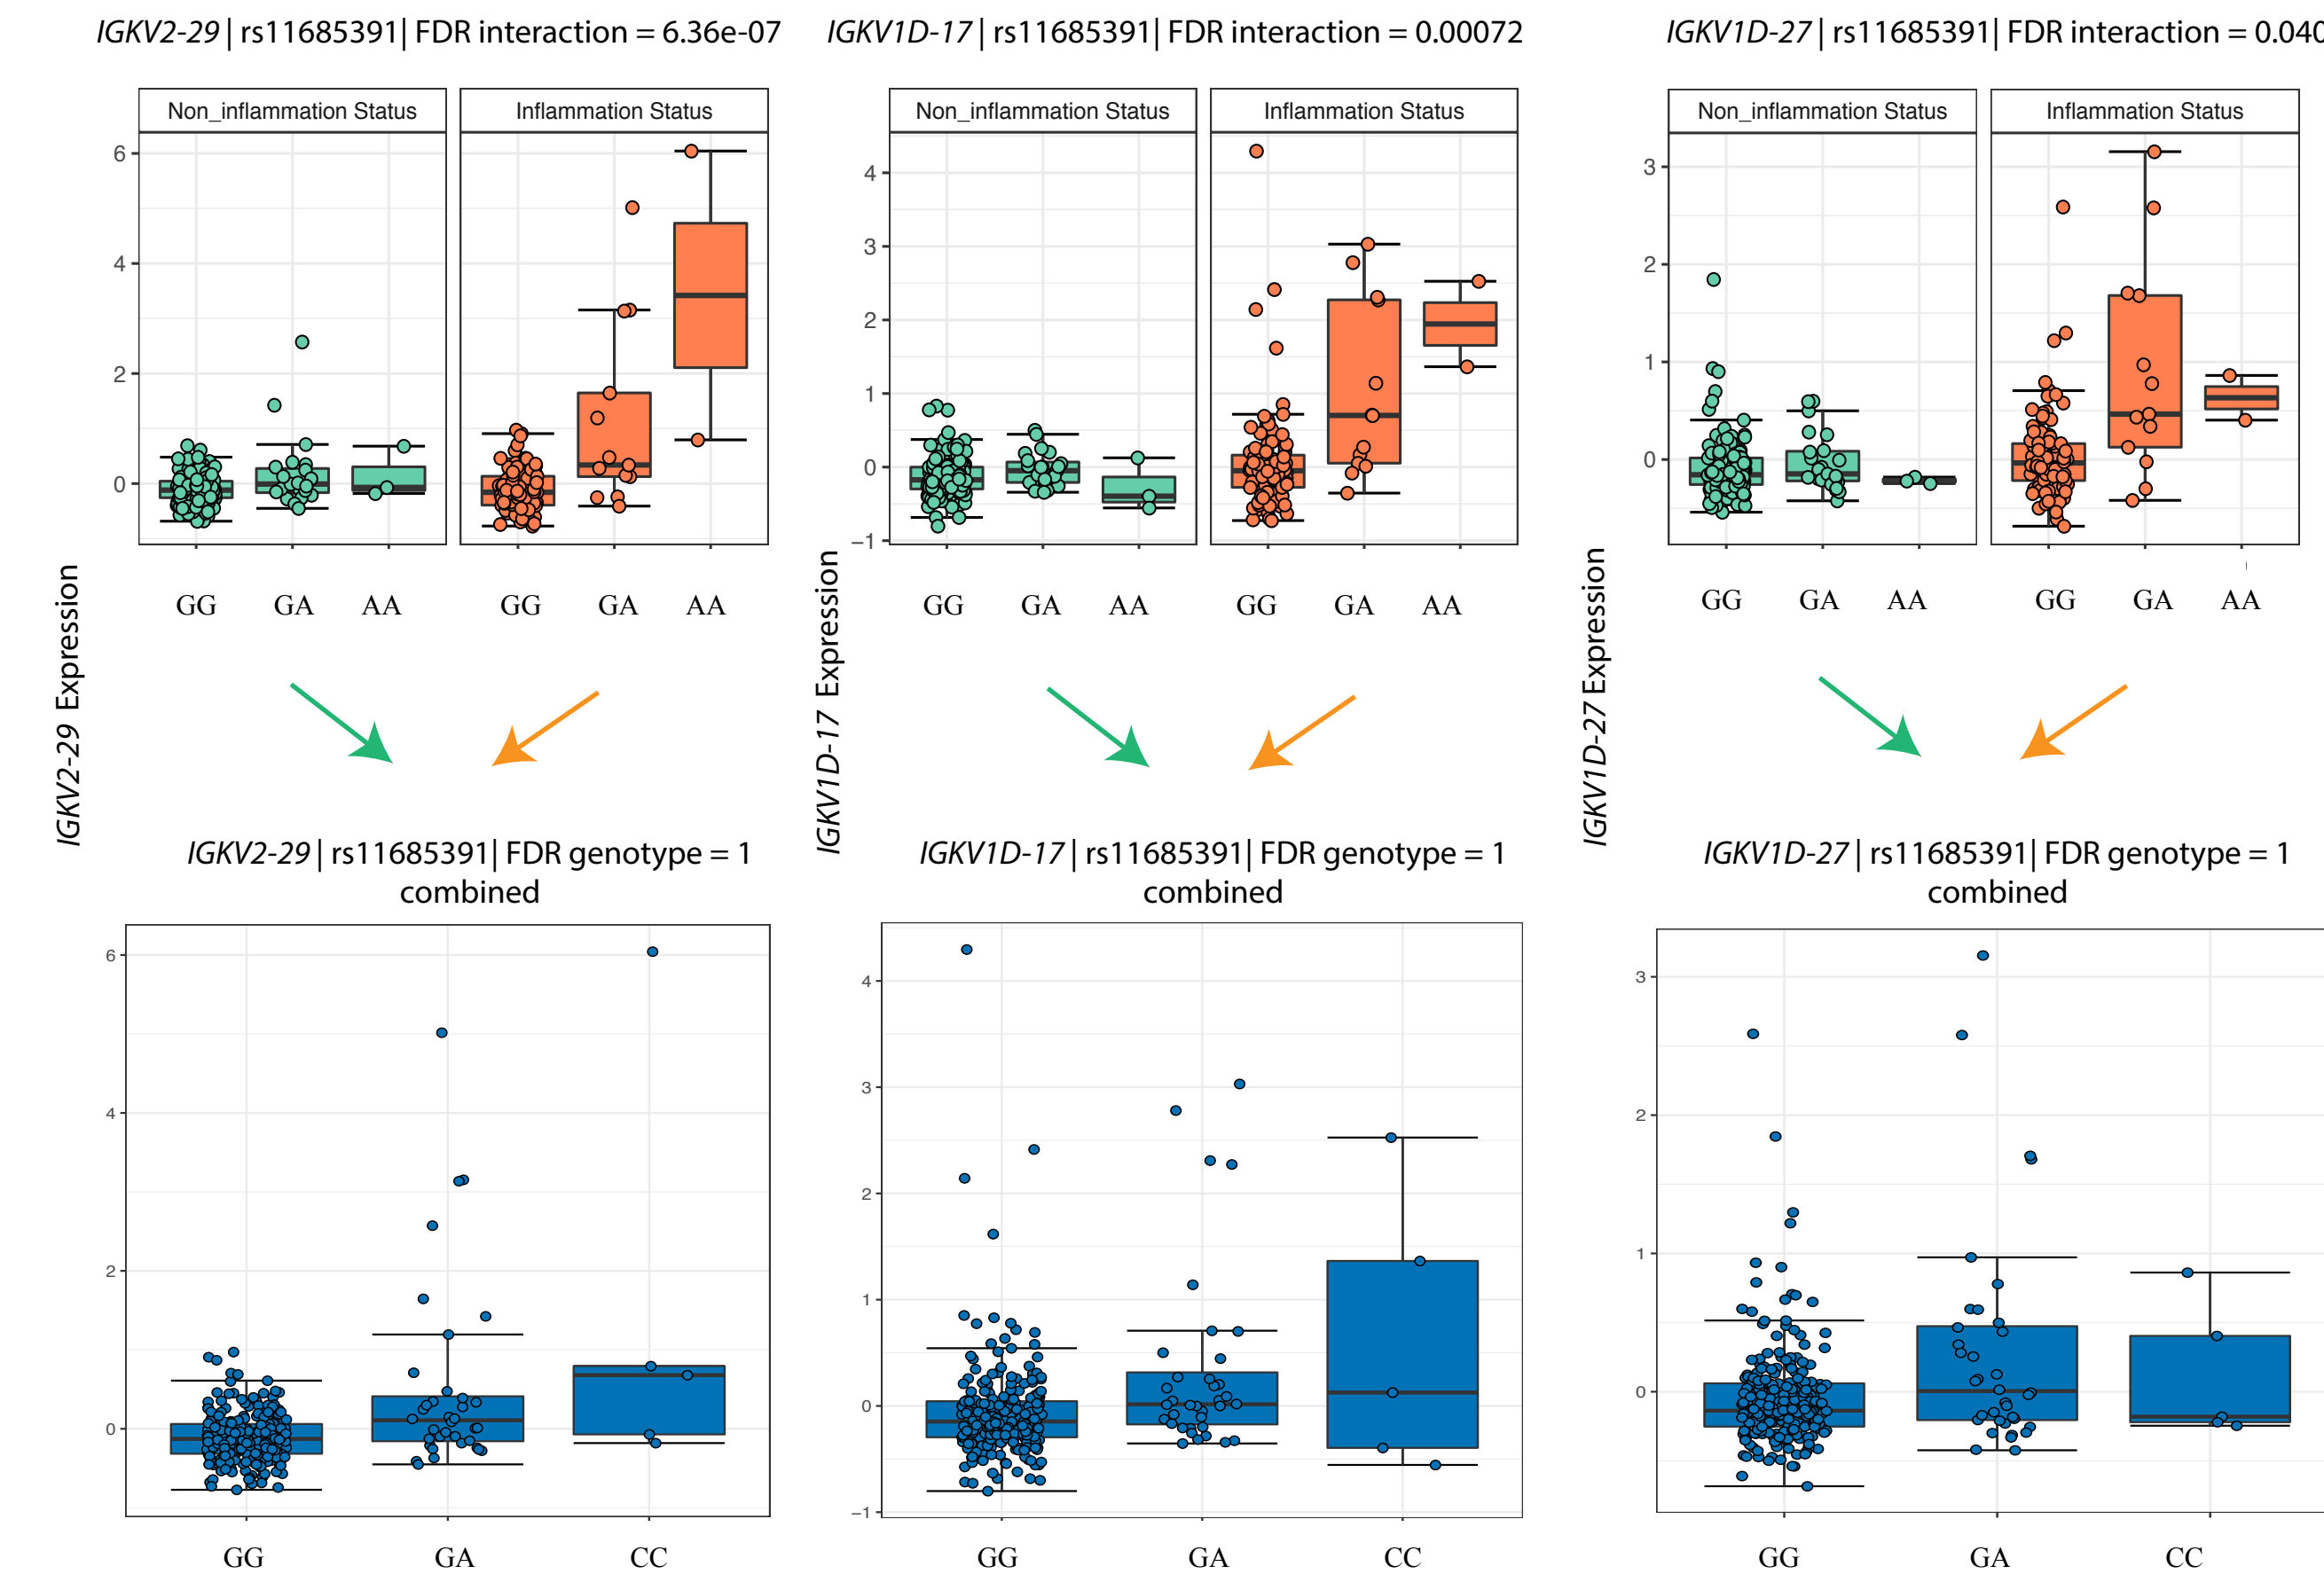 IGKV2-29 | rs11685391| FDR interaction = 6.36e-07
IGKV1D-17 | rs11685391| FDR interaction = 0.00072
IGKV1D-27 | rs11685391| FDR interaction = 0.040
Non_inflammation Status
Inflammation Status
Non_inflammation Status
Inflammation Status
Non_inflammation Status
Inflammation Status
6
4
2
0
4
3
2
1
0
−1
3
2
1
0
GG GA AA
GG GA AA
GG GA AA
GG GA AA
GG GA AA
GG GA AA
IGKV2-29 Expression
IGKV1D-17 Expression
IGKV1D-27 Expression
IGKV2-29 | rs11685391| FDR genotype = 1
combined
IGKV1D-17 | rs11685391| FDR genotype = 1
combined
IGKV1D-27 | rs11685391| FDR genotype = 1
combined
6
4
2
0
4
3
2
1
0
−1
3
2
1
0
GG GA CC
GG GA CC
GG GA CC